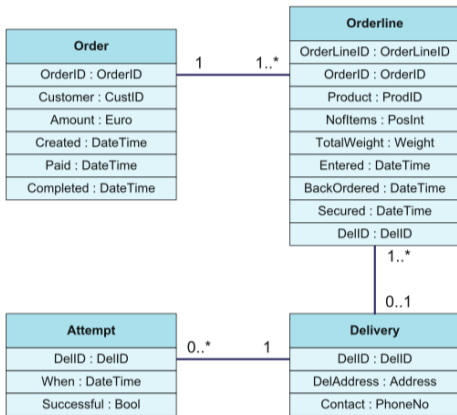 Order
OrderID : OrderID
Customer : CustID
Amount : Euro
Created : DateTime
Paid : DateTime
Completed : DateTime
1
1..*
Orderline
OrderLineID : OrderLineID
OrderID : OrderID
Product : ProdID
NofItems : PosInt
TotalWeight : Weight
Entered : DateTime
BackOrdered : DateTime
Secured : DateTime
DelID : DelID
1..*
0..1
Attempt
DelID : DelID
When : DateTime
Successful : Bool
0..*
1
Delivery
DelID : DelID
DelAddress : Address
Contact : PhoneNo